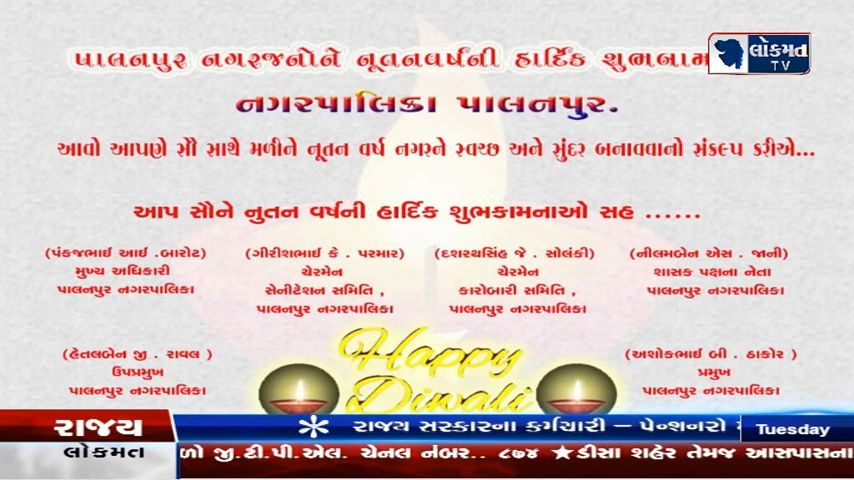 પાલનપુર નગરજનોને નૂતનવર્ષની હાર્દિક શુભનામ
લોકમત
TV
નગરપાલિકા પાલનપુર.
આવો આપણે સૌ સાથે મળીને નૂતન વર્ષ નગરને સ્વચ્છ અને સુંદર બનાવવાનો સંકલ્પ કરીએ...
આપ સૌને નુતન વર્ષની હાર્દિક શુભકામનાઓ સહ ......
(પંકજભાઈ આઈ .બારોટ)
મુખ્ય અધિકારી
પાલનપુર નગરપાલિકા
(ગીરીશભાઈ કે . પરમાર)
ચેરમેન
સેનીટેશન સમિતિ ,
પાલનપુર નગરપાલિકા
(દશરથસિંહ જે . સોલંકી)
ચેરમેન
કારોબારી સમિતિ ,
પાલનપુર નગરપાલિકા
(નીલમબેન એસ . જાની)
શાસક પક્ષના નેતા
પાલનપુર નગરપાલિકા
(હેતલબેન જી . રાવલ )
ઉપપ્રમુખ
પાલનપુર નગરપાલિકા
Happy
Diwali
(અશોકભાઈ બી . ઠાકોર )
પ્રમુખ
પાલનપુર નગરપાલિકા
રાજય
લોકમત
* રાજય સરકારના કર્મચારી – પેન્શનરો
Tuesday
ળો જી.ટી.પી.એલ. ચેનલ નંબર.. ૮૭૪ ★ડીસા શહેર તેમજ આસપાસના